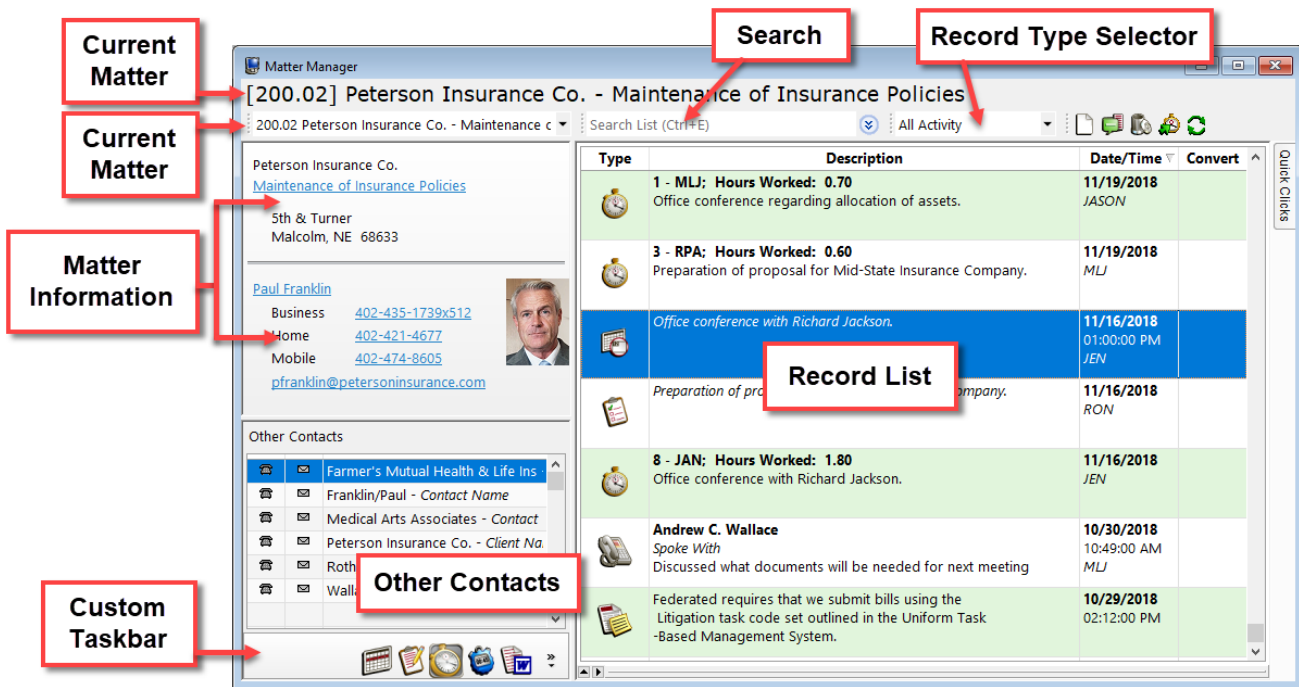 Current
Matter
Search
Record Type Selector
Matter Manager
[200.02] Peterson Insurance Co. - Maintenance of Insurance Policies
Current
Matter
200.02 Peterson Insurance Co. - Maintenance c
Search List (Ctrl+E)
All Activity
Peterson Insurance Co.
Maintenance of Insurance Policies
5th & Turner
Malcolm, NE 68633
Matter
Information
Paul Franklin
Business 402-435-1739x512
Home 402-421-4677
Mobile 402-474-8605
pfranklin@petersoninsurance.com
Other Contacts
Farmer's Mutual Health & Life Ins -
Franklin/Paul - Contact Name
Medical Arts Associates - Contact
Peterson Insurance Co. - Client Na
Roth
Walla
Other Contacts
Custom
Taskbar
Type Description Date/Time Convert
Quick Clicks
1 - MLJ; Hours Worked: 0.70 11/19/2018
Office conference regarding allocation of assets. JASON
3 - RPA; Hours Worked: 0.60 11/19/2018
Preparation of proposal for Mid-State Insurance Company. MLJ
Office conference with Richard Jackson. 11/16/2018
01:00:00 PM
JEN
Record List
Preparation of pro ompany. 11/16/2018
RON
8 - JAN; Hours Worked: 1.80 11/16/2018
Office conference with Richard Jackson. JEN
Andrew C. Wallace 10/30/2018
Spoke With 10:49:00 AM
Discussed what documents will be needed for next meeting MLJ
Federated requires that we submit bills using the 10/29/2018
Litigation task code set outlined in the Uniform Task 02:12:00 PM
-Based Management System.